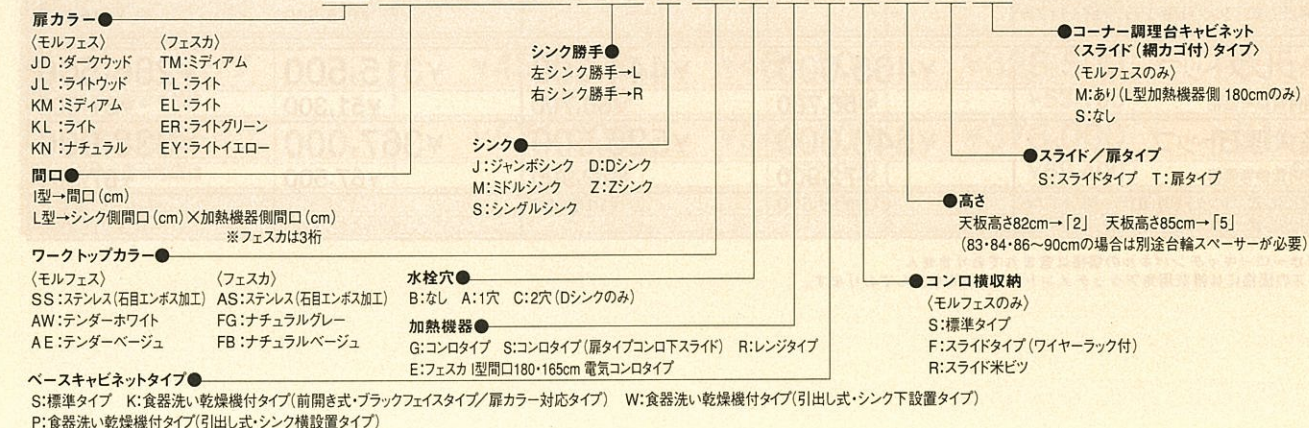 扉カラー●
〈モルフェス〉 〈フェスカ〉
JD:ダークウッド TM:ミディアム
JL:ライトウッド TL:ライト
KM:ミディアム EL:ライト
KL:ライト ER:ライトグリーン
KN:ナチュラル EY:ライトイエロー
間口●
I型→間口(cm)
L型→シンク側間口(cm)×加熱機器側間口(cm)
※フェスカは3桁
ワークトップカラー●
〈モルフェス〉 〈フェスカ〉
SS:ステンレス(石目エンボス加工) AS:ステンレス(石目エンボス加工)
AW:テンダーホワイト FG:ナチュラルグレー
AE:テンダーベージュ FB:ナチュラルベージュ
ベースキャビネットタイプ●
S:標準タイプ K:食器洗い乾燥機付タイプ(前開き式・ブラックフェイスタイプ/扉カラー対応タイプ) W:食器洗い乾燥機付タイプ(引出し式・シンク下設置タイプ)
P:食器洗い乾燥機付タイプ(引出し式・シンク横設置タイプ)
シンク勝手●
左シンク勝手→L
右シンク勝手→R
シンク●
J:ジャンボシンク D:Dシンク
M:ミドルシンク Z:Zシンク
S:シングルシンク
水栓穴●
B:なし A:1穴 C:2穴(Dシンクのみ)
加熱機器●
G:コンロタイプ S:コンロタイプ(扉タイプコンロ下スライド) R:レンジタイプ
E:フェスカ I型間口180・165cm 電気コンロタイプ
●コーナー調理台キャビネット
〈スライド(網カゴ付)タイプ〉
〈モルフェスのみ〉
M:あり(L型加熱機器側 180cmのみ)
S:なし
●スライド/扉タイプ
S:スライドタイプ T:扉タイプ
●高さ
天板高さ82cm→「2」 天板高さ85cm→「5」
(83・84・86〜90cmの場合は別途台輪スペーサーが必要)
●コンロ横収納
〈モルフェスのみ〉
S:標準タイプ
F:スライドタイプ(ワイヤーラック付)
R:スライド米ビツ